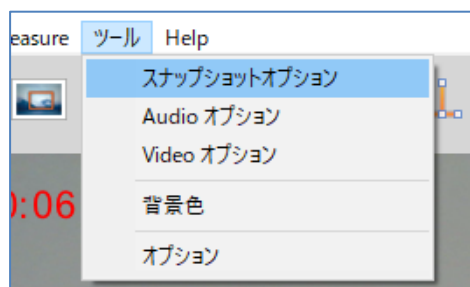 easure ツール Help
スナップショットオプション
Audio オプション
Video オプション
背景色
オプション
0:06